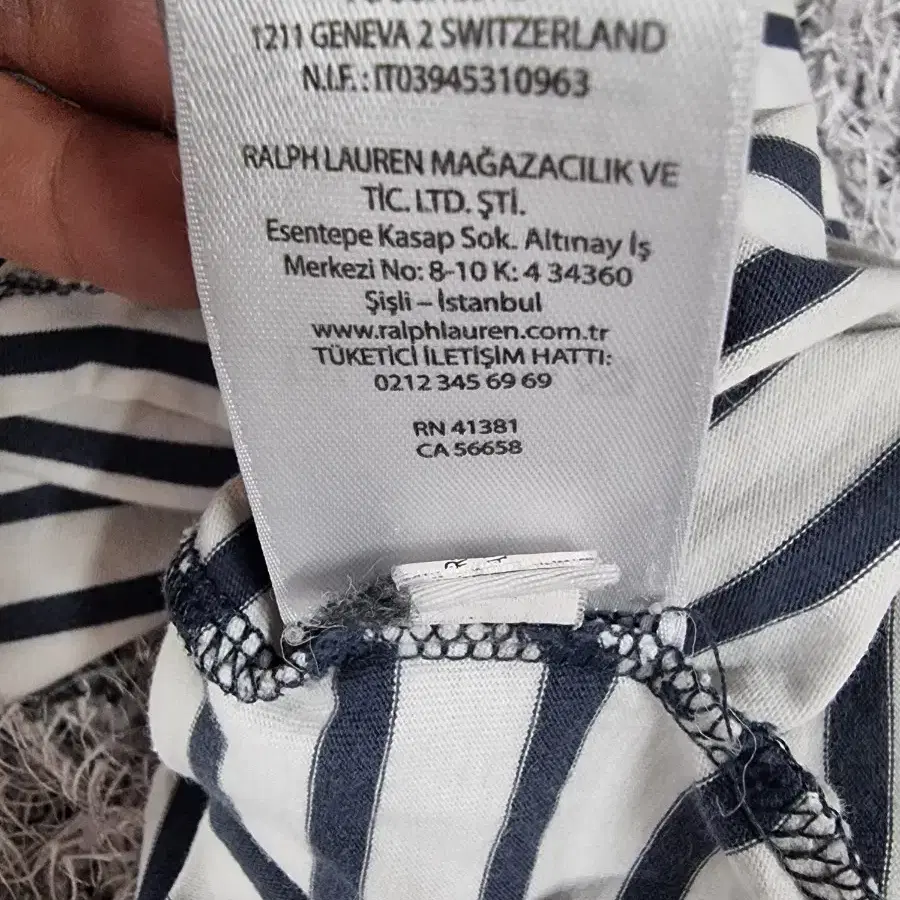 1211 GENEVA 2 SWITZERLAND
N.I.F. : IT03945310963
RALPH LAUREN MAĞAZACILIK VE
TİC. LTD. ŞTİ.
Esentepe Kasap Sok. Altınay İş
Merkezi No: 8-10 K: 4 34360
Şişli – İstanbul
www.ralphlauren.com.tr
TÜKETİCİ İLETİŞİM HATTI:
0212 345 69 69
RN 41381
CA 56658